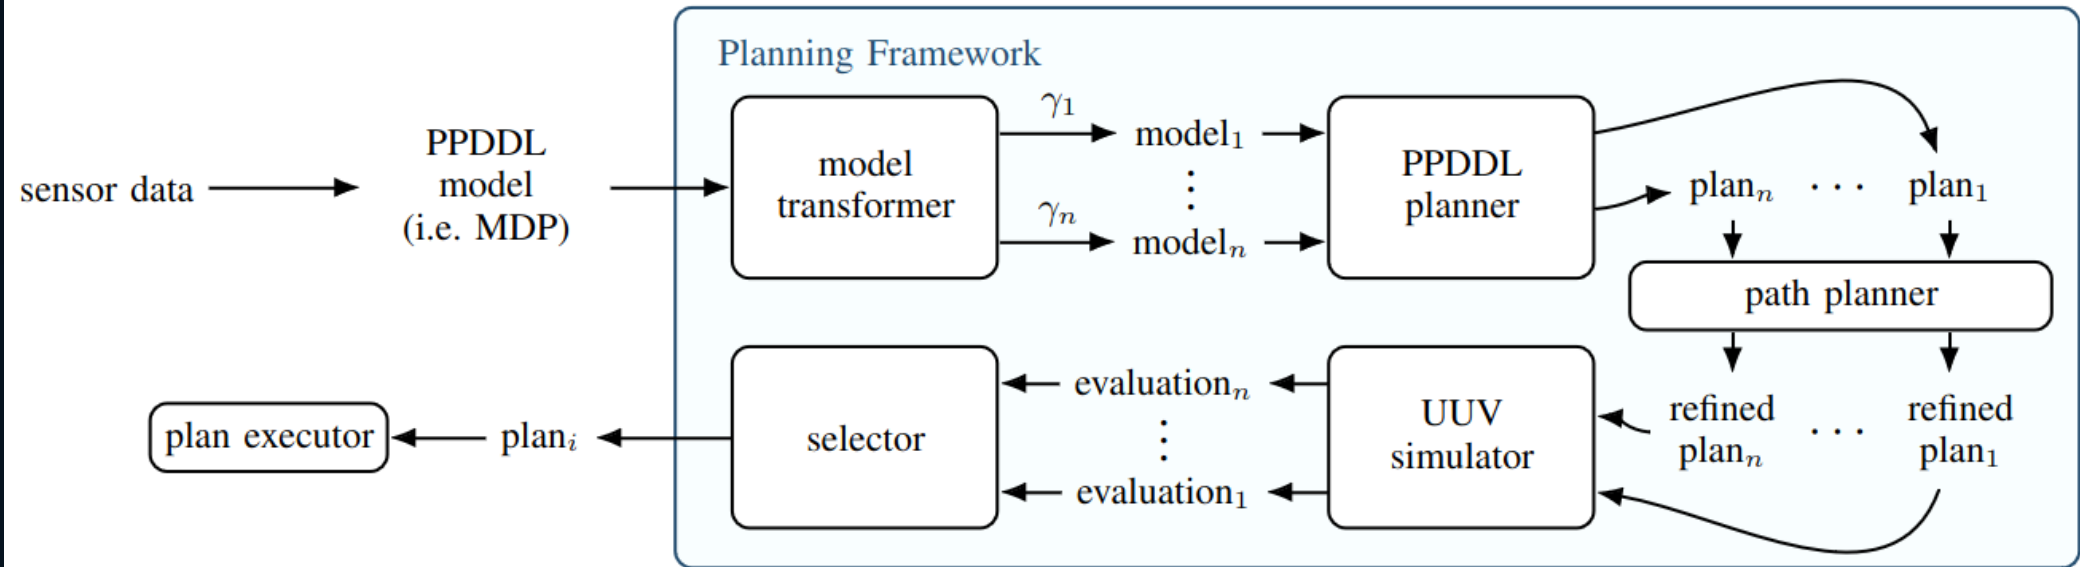 Planning Framework
sensor data
PPDDL
model
(i.e. MDP)
model
transformer
γ₁
model₁
⋮
γₙ
modelₙ
PPDDL
planner
planₙ · · · plan₁
path planner
refined
planₙ
· · ·
refined
plan₁
UUV
simulator
evaluationₙ
⋮
evaluation₁
selector
planᵢ
plan executor